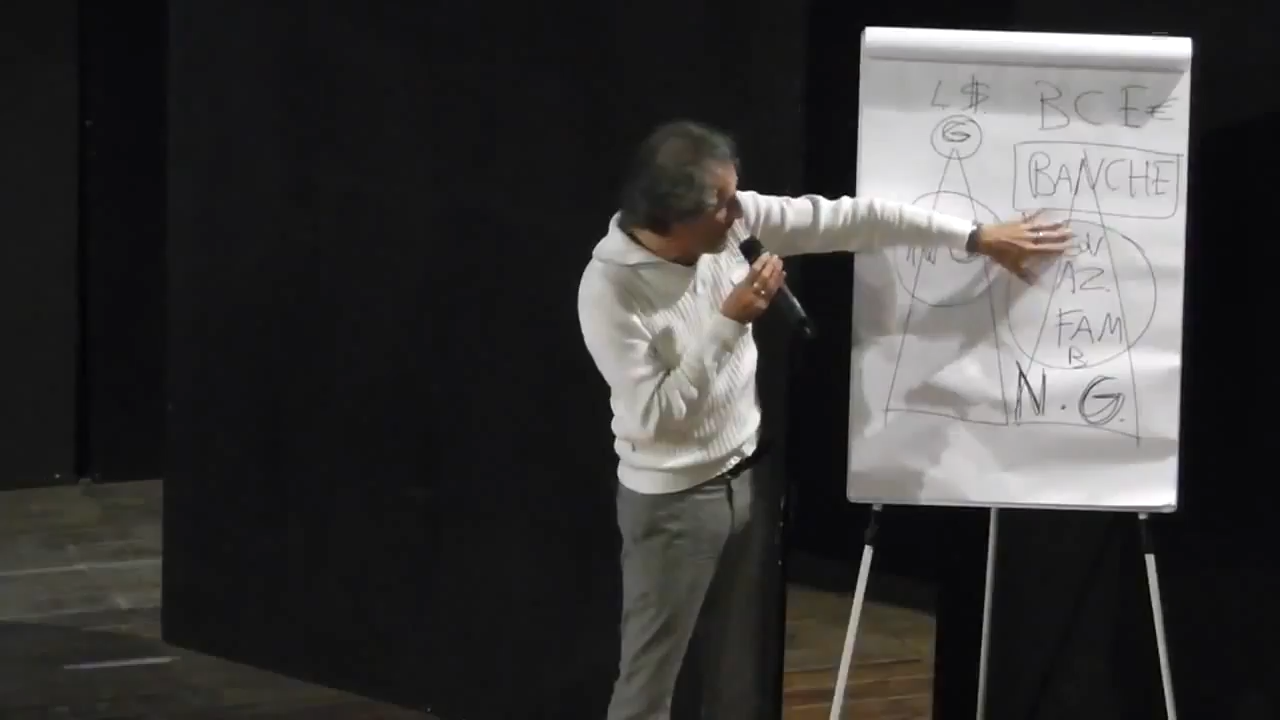 L. $. BCE €
G
BANCHE
AZ.
FAM
B
N.G.